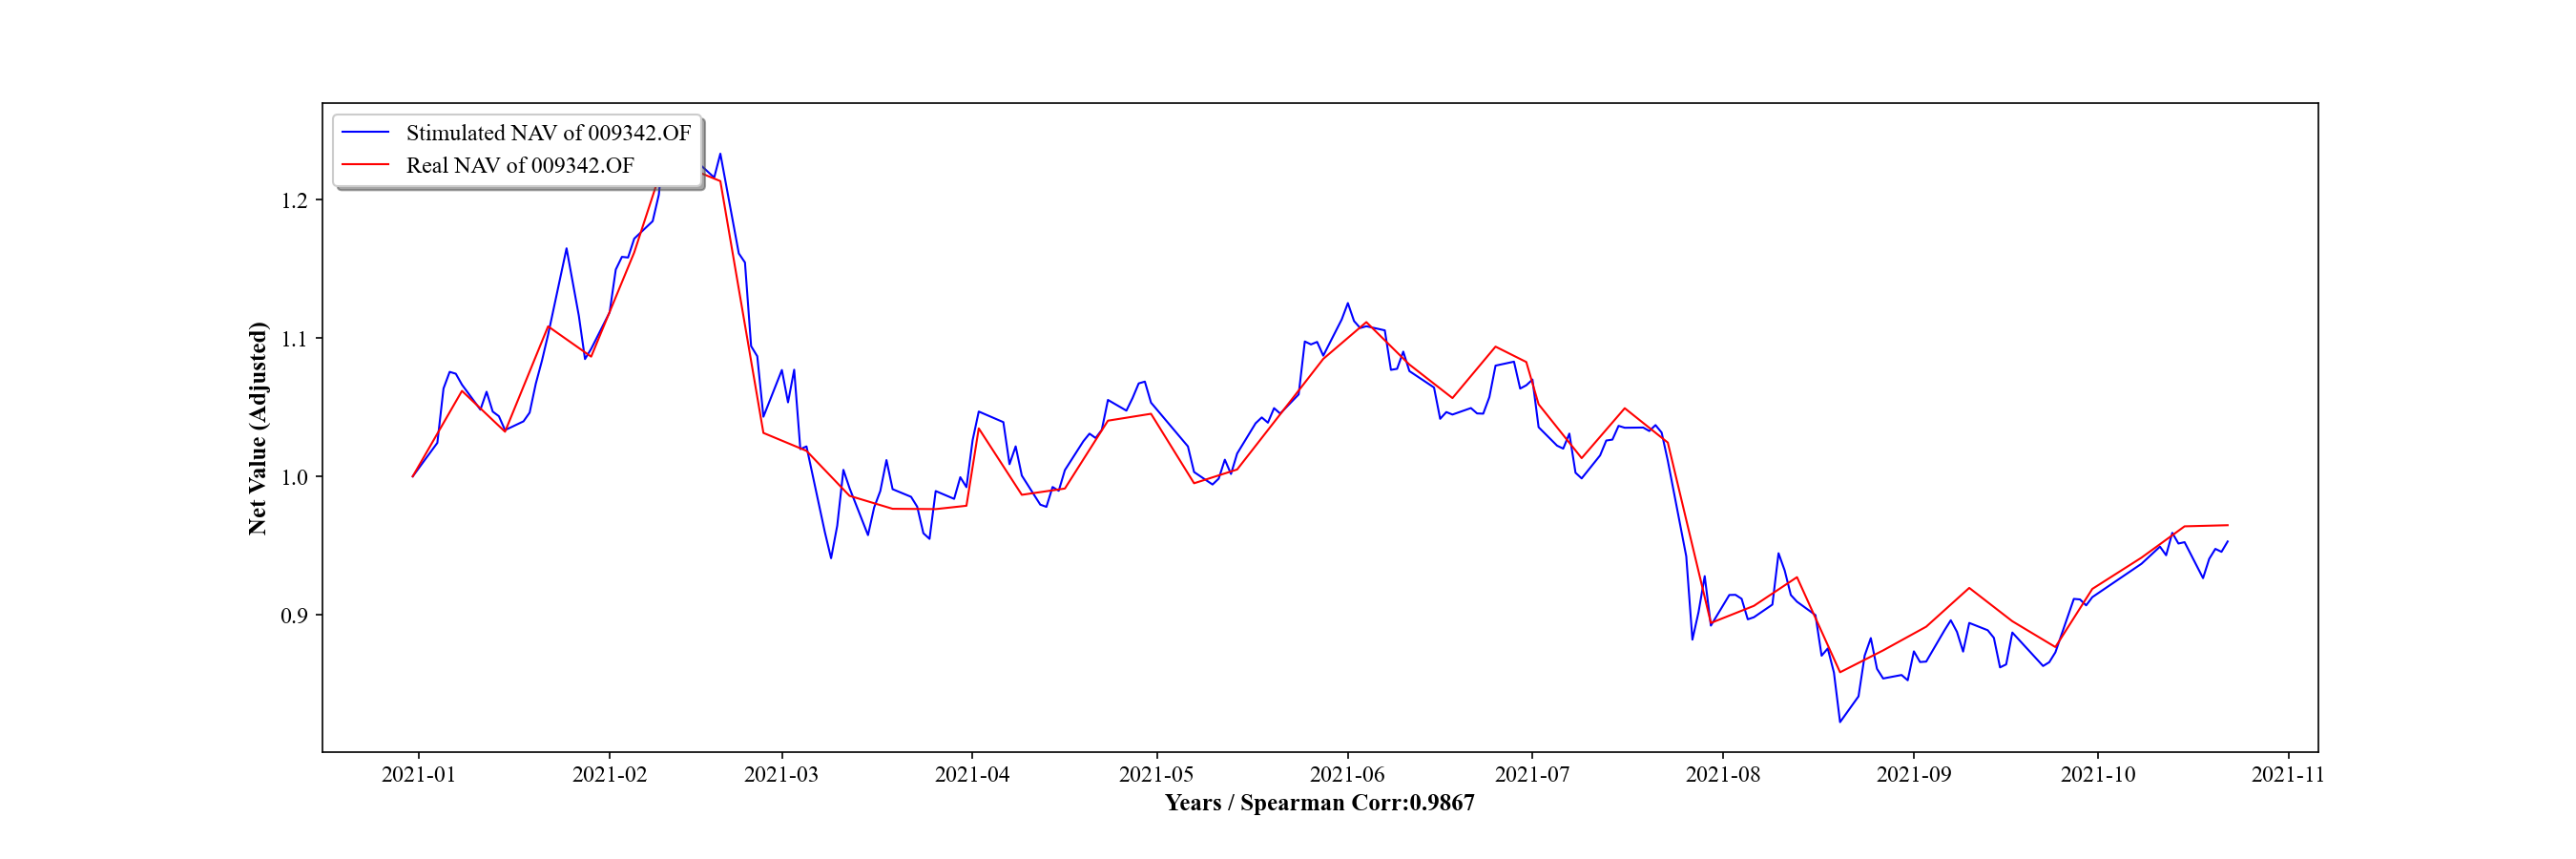 Stimulated NAV of 009342.OF
Real NAV of 009342.OF
1.2
1.1
1.0
0.9
Net Value (Adjusted)
2021-01 2021-02 2021-03 2021-04 2021-05 2021-06 2021-07 2021-08 2021-09 2021-10 2021-11
Years / Spearman Corr:0.9867